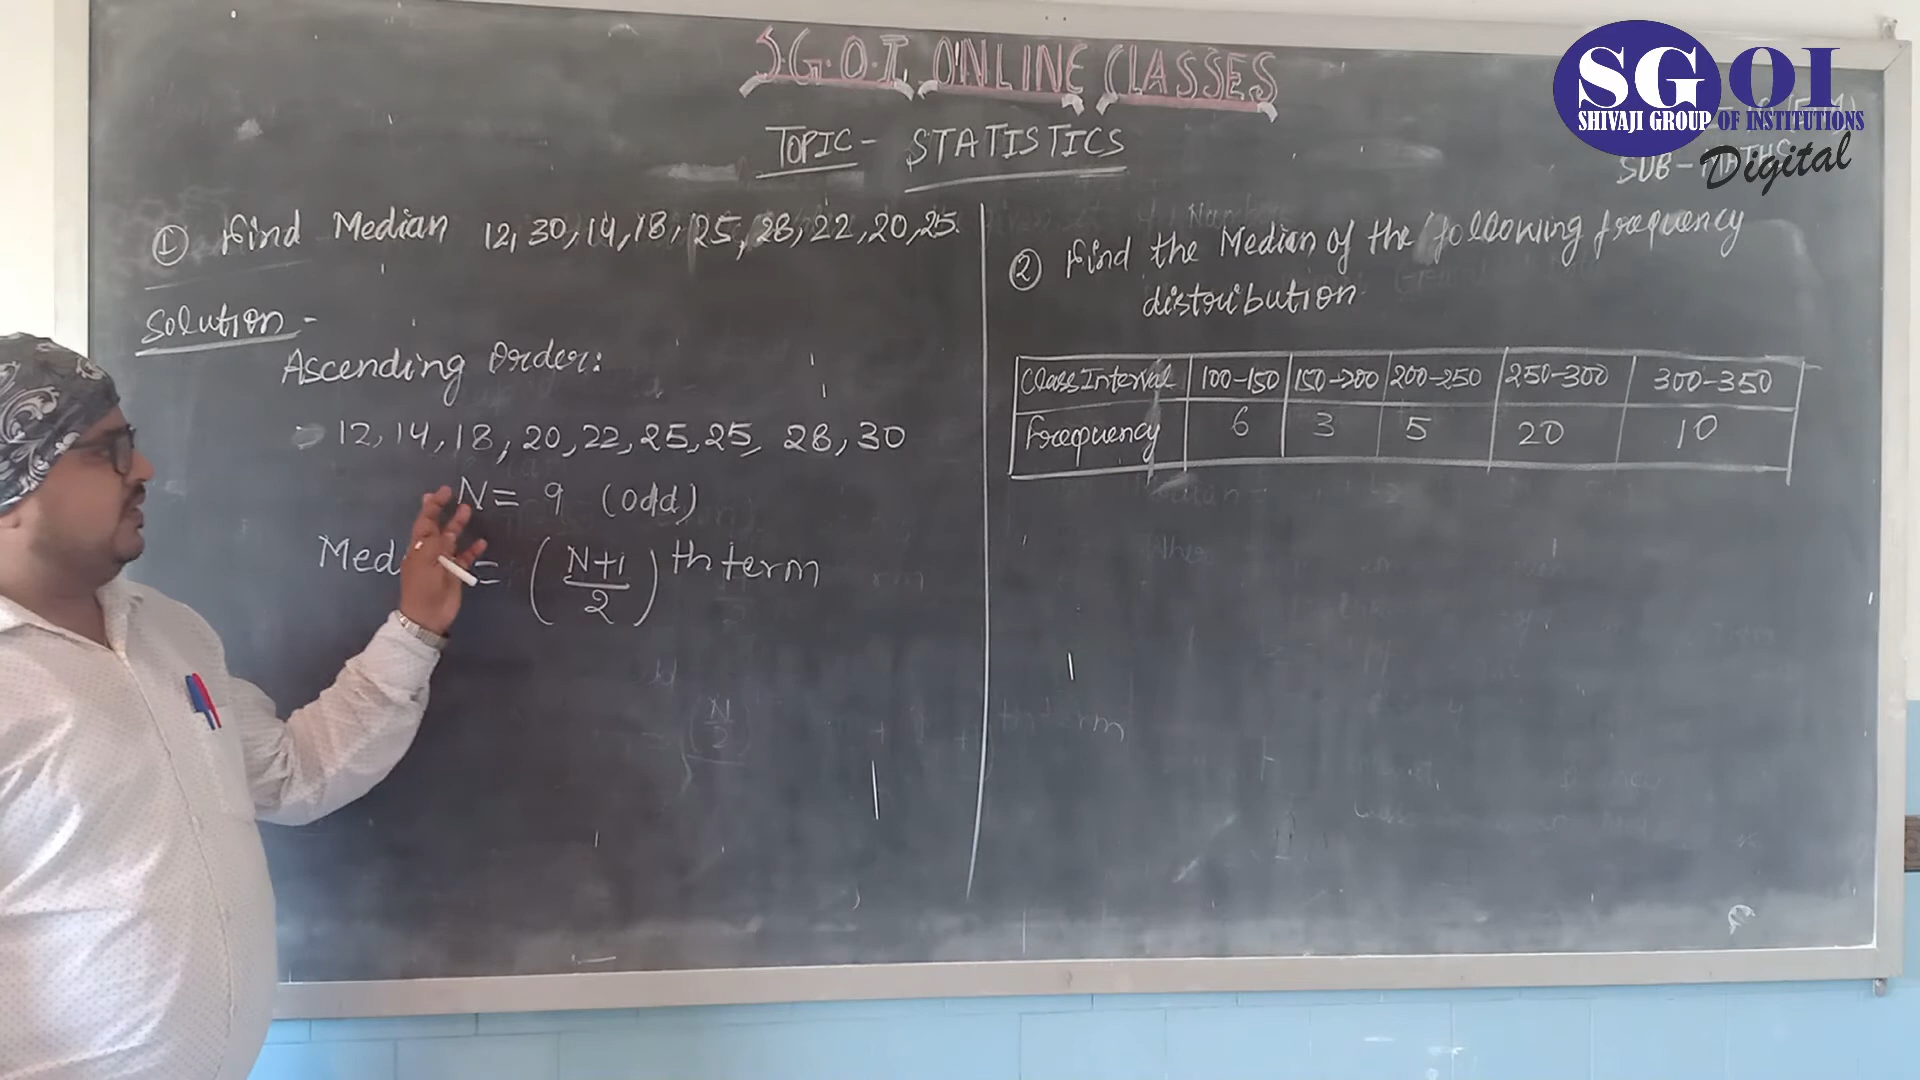 S.G.O.I. ONLINE CLASSES
TOPIC - STATISTICS
SGOI
SHIVAJI GROUP OF INSTITUTIONS
Digital
SUB - MATHS
① Find Median 12, 30, 14, 18, 25, 28, 22, 20, 25.
Solution -
Ascending Order:
12, 14, 18, 20, 22, 25, 25, 28, 30
N = 9 (odd)
Med = (N+1/2) th term
② Find the Median of the following frequency
distribution
Class Interval 100-150 150-200 200-250 250-300 300-350
Frequency 6 3 5 20 10